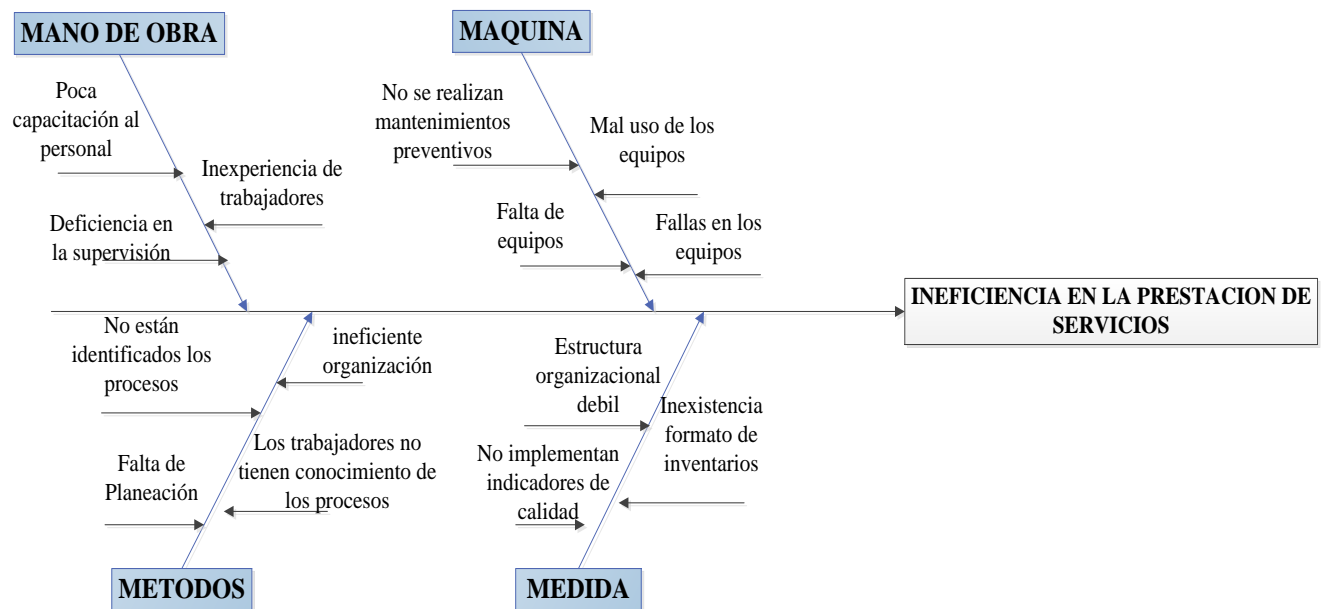 MANO DE OBRA
MAQUINA
Poca
capacitación al
personal
Inexperiencia de
trabajadores
Deficiencia en
la supervisión
No se realizan
mantenimientos
preventivos
Mal uso de los
equipos
Falta de
equipos
Fallas en los
equipos
INEFICIENCIA EN LA PRESTACION DE
SERVICIOS
No están
identificados los
procesos
ineficiente
organización
Falta de
Planeación
Los trabajadores no
tienen conocimiento de
los procesos
Estructura
organizacional
debil
Inexistencia
formato de
inventarios
No implementan
indicadores de
calidad
METODOS
MEDIDA